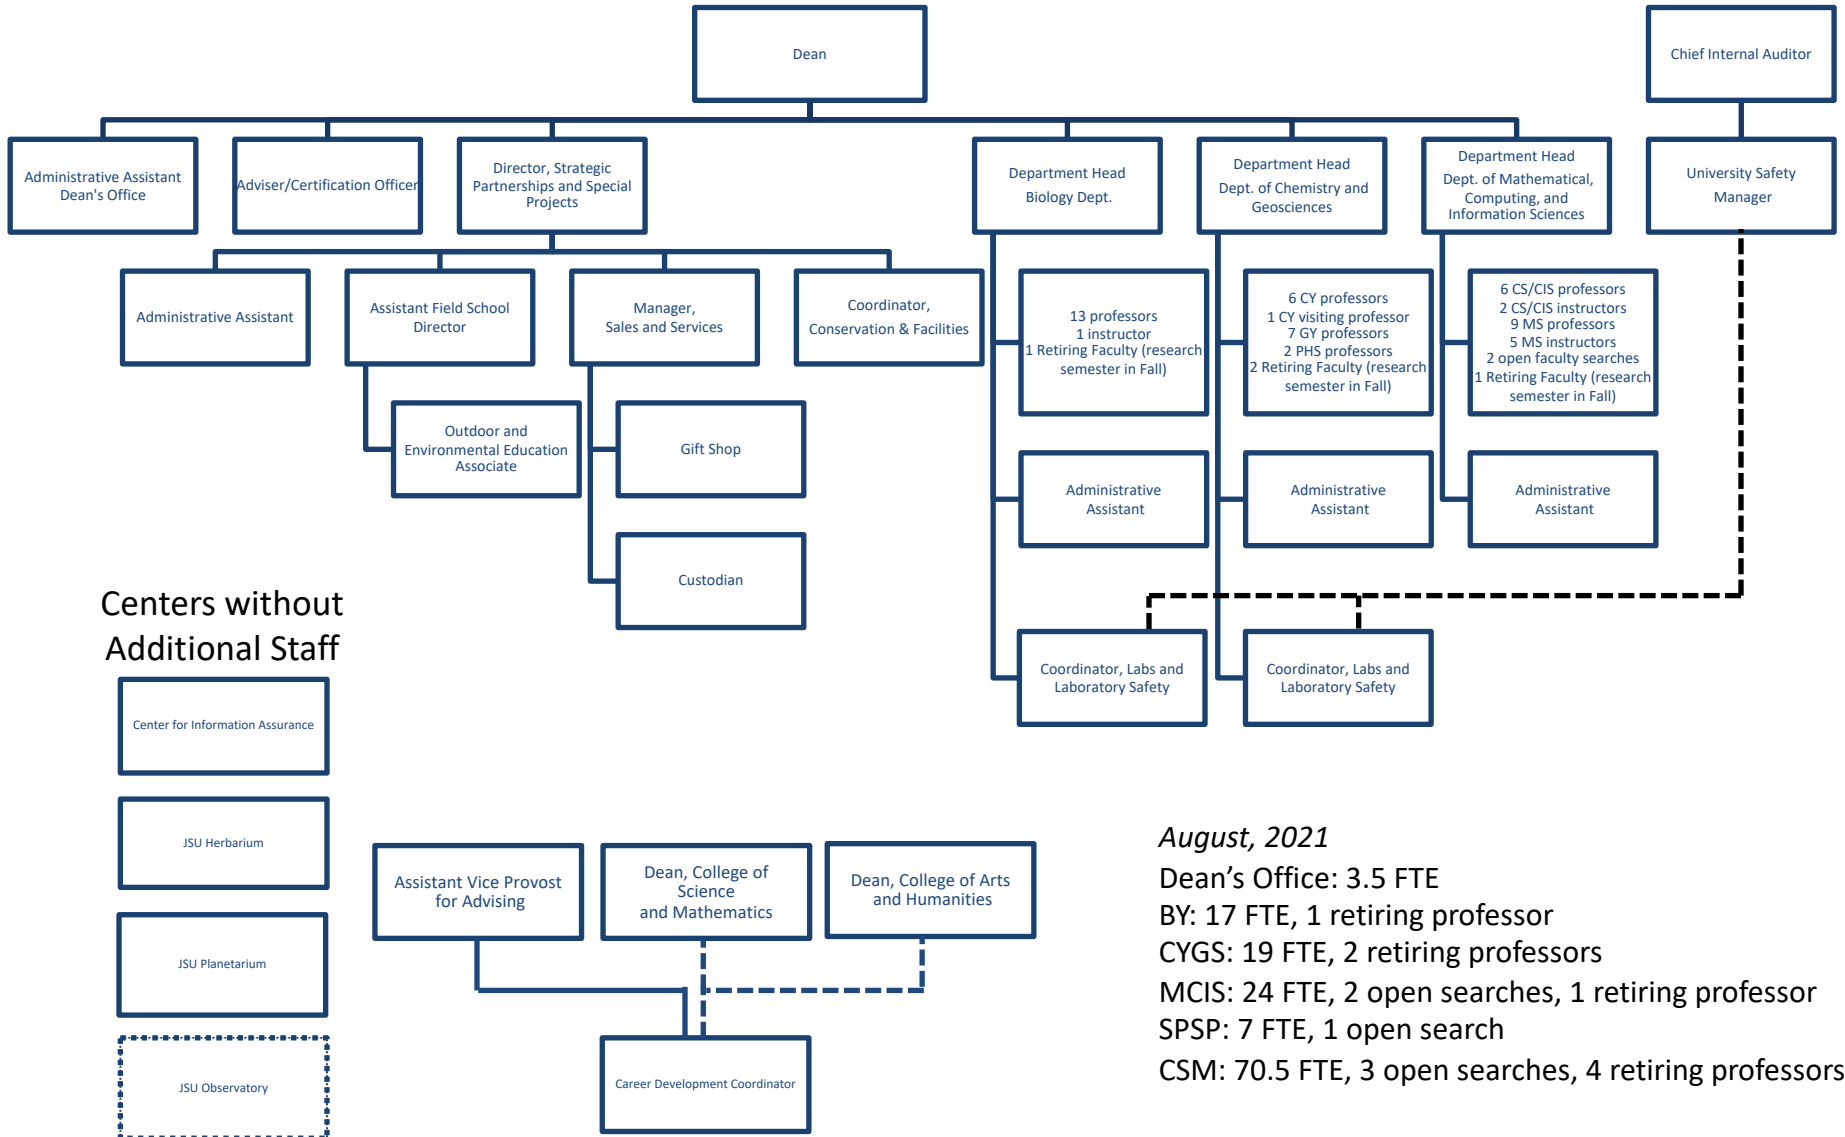 Dean
Chief Internal Auditor
Administrative Assistant
Dean's Office
Adviser/Certification Officer
Director, Strategic
Partnerships and Special
Projects
Department Head
Biology Dept.
Department Head
Dept. of Chemistry and
Geosciences
Department Head
Dept. of Mathematical,
Computing, and
Information Sciences
University Safety
Manager
Administrative Assistant
Assistant Field School
Director
Manager,
Sales and Services
Coordinator,
Conservation & Facilities
13 professors
1 instructor
1 Retiring Faculty (research
semester in Fall)
6 CY professors
1 CY visiting professor
7 GY professors
2 PHS professors
2 Retiring Faculty (research
semester in Fall)
6 CS/CIS professors
2 CS/CIS instructors
9 MS professors
5 MS instructors
2 open faculty searches
1 Retiring Faculty (research
semester in Fall)
Outdoor and
Environmental Education
Associate
Gift Shop
Administrative
Assistant
Administrative
Assistant
Administrative
Assistant
Custodian
Coordinator, Labs and
Laboratory Safety
Coordinator, Labs and
Laboratory Safety
Centers without
Additional Staff
Center for Information Assurance
JSU Herbarium
JSU Planetarium
JSU Observatory
Assistant Vice Provost
for Advising
Dean, College of
Science
and Mathematics
Dean, College of Arts
and Humanities
Career Development Coordinator
August, 2021
Dean’s Office: 3.5 FTE
BY: 17 FTE, 1 retiring professor
CYGS: 19 FTE, 2 retiring professors
MCIS: 24 FTE, 2 open searches, 1 retiring professor
SPSP: 7 FTE, 1 open search
CSM: 70.5 FTE, 3 open searches, 4 retiring professors